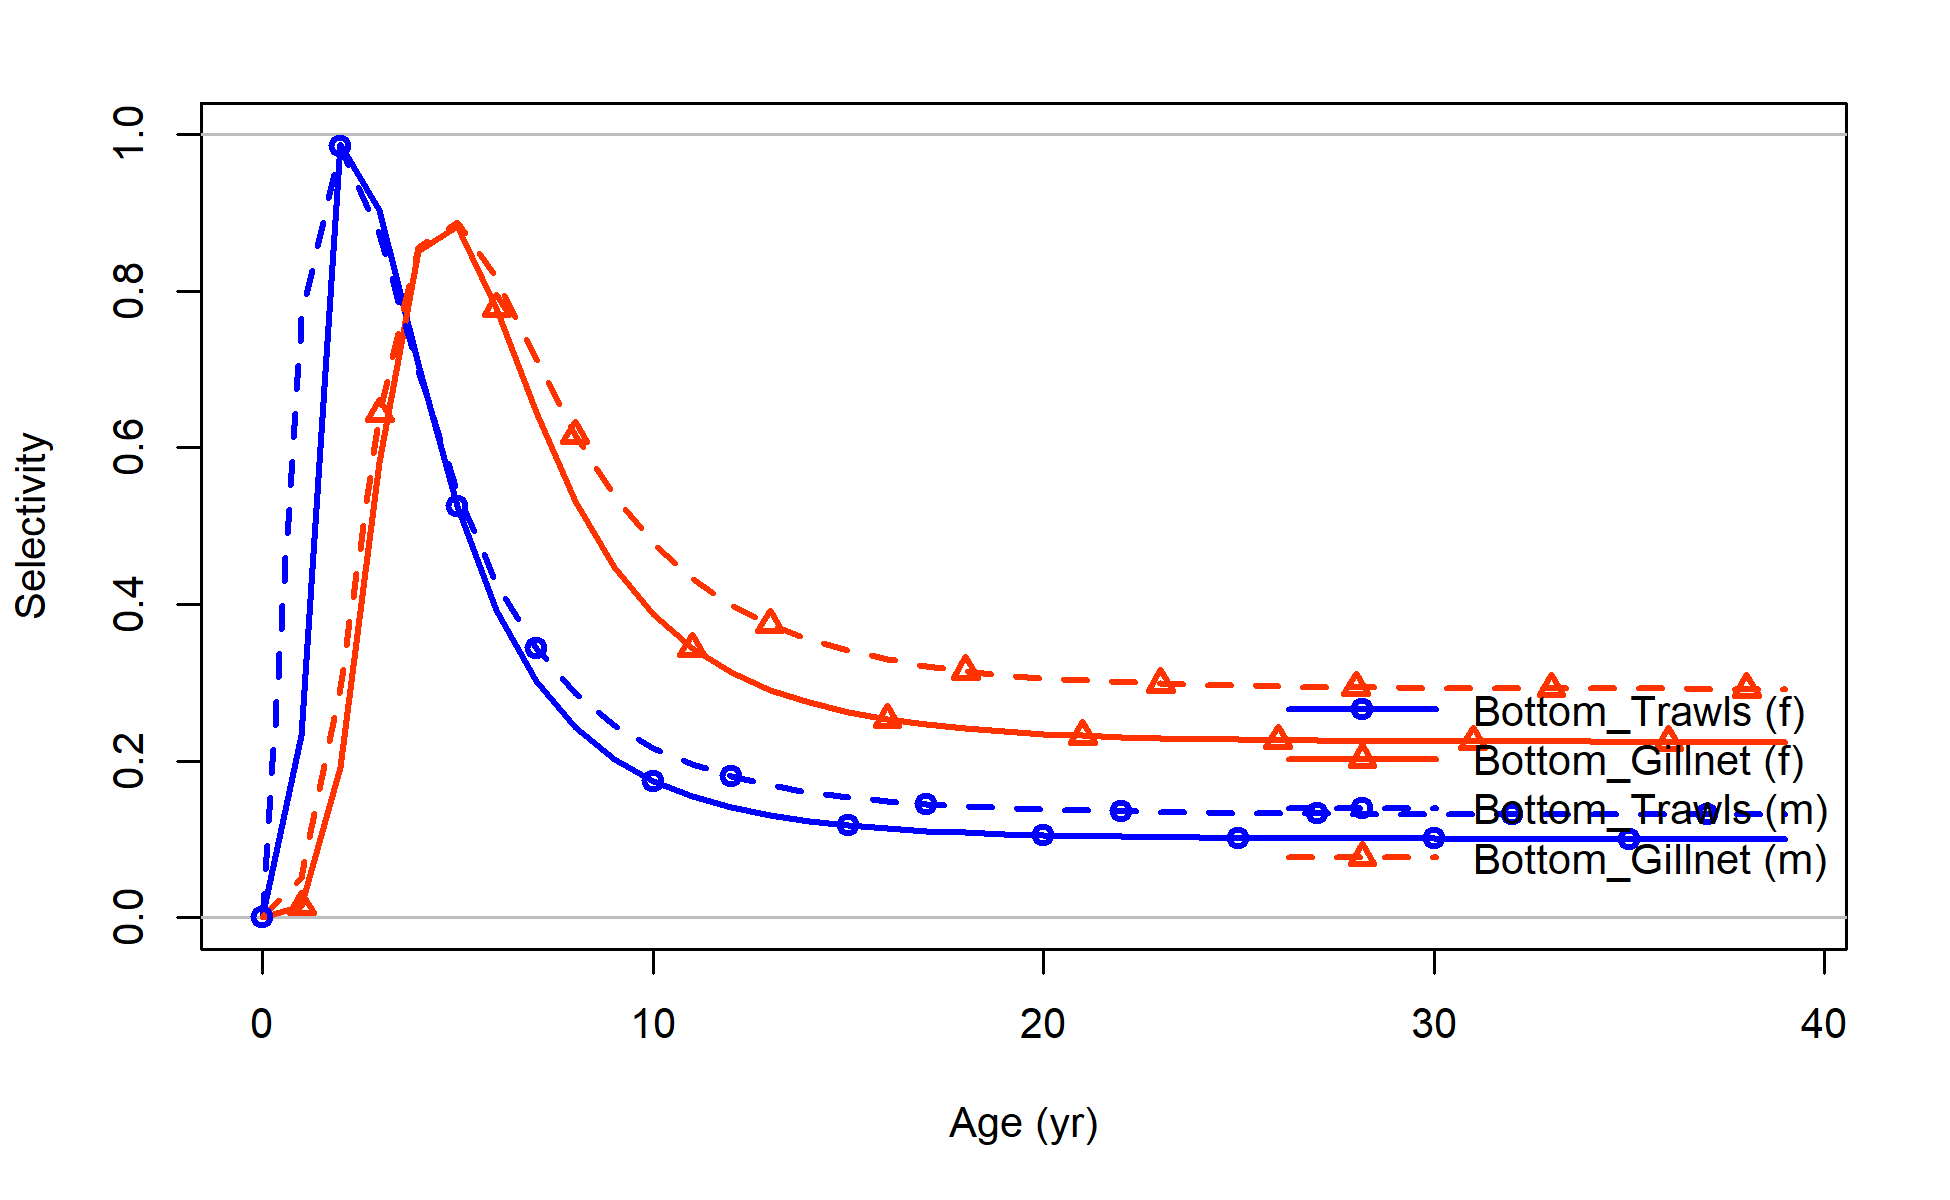 Selectivity
1.0
0.8
0.6
0.4
0.2
0.0
Bottom_Trawls (f)
Bottom_Gillnet (f)
Bottom_Trawls (m)
Bottom_Gillnet (m)
0 10 20 30 40
Age (yr)